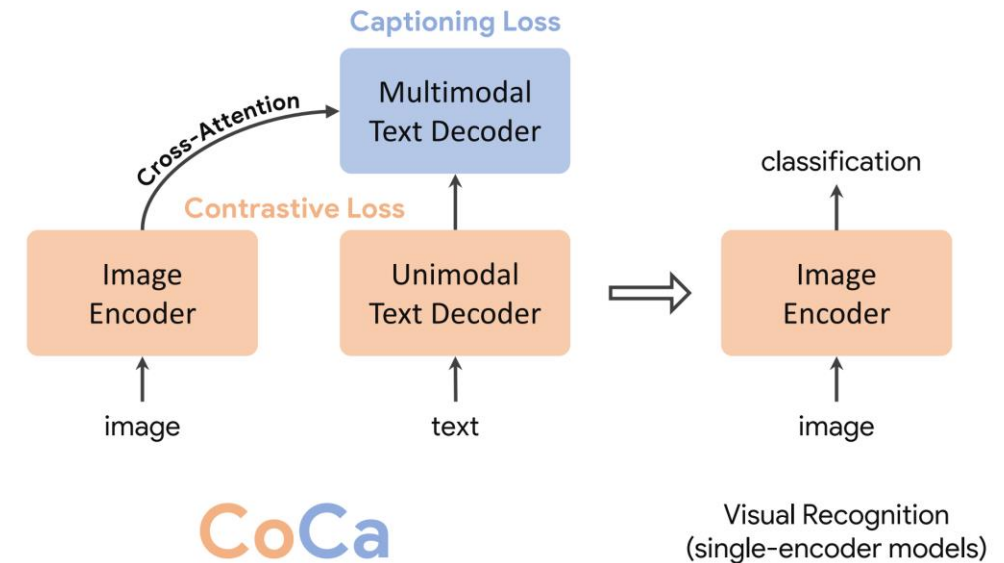 Captioning Loss
Multimodal
Text Decoder
Cross-Attention
classification
Contrastive Loss
Image
Encoder
Unimodal
Text Decoder
Image
Encoder
image
text
image
CoCa
Visual Recognition
(single-encoder models)